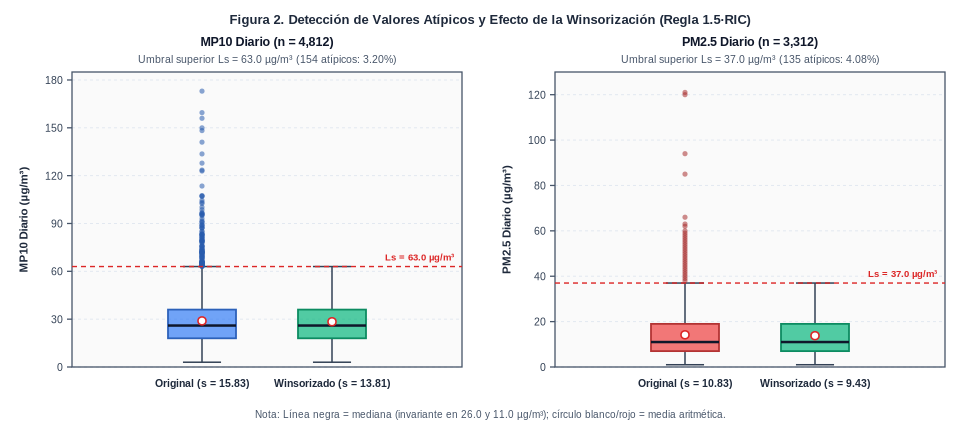 Figura 2. Detección de Valores Atípicos y Efecto de la Winsorización (Regla 1.5·RIC)
MP10 Diario (n = 4,812)
Umbral superior Ls = 63.0 µg/m³ (154 atípicos: 3.20%)
MP10 Diario (µg/m³)
180
150
120
90
60
30
0
Ls = 63.0 µg/m³
Original (s = 15.83)
Winsorizado (s = 13.81)
PM2.5 Diario (n = 3,312)
Umbral superior Ls = 37.0 µg/m³ (135 atípicos: 4.08%)
PM2.5 Diario (µg/m³)
120
100
80
60
40
20
0
Ls = 37.0 µg/m³
Original (s = 10.83)
Winsorizado (s = 9.43)
Nota: Línea negra = mediana (invariante en 26.0 y 11.0 µg/m³); círculo blanco/rojo = media aritmética.